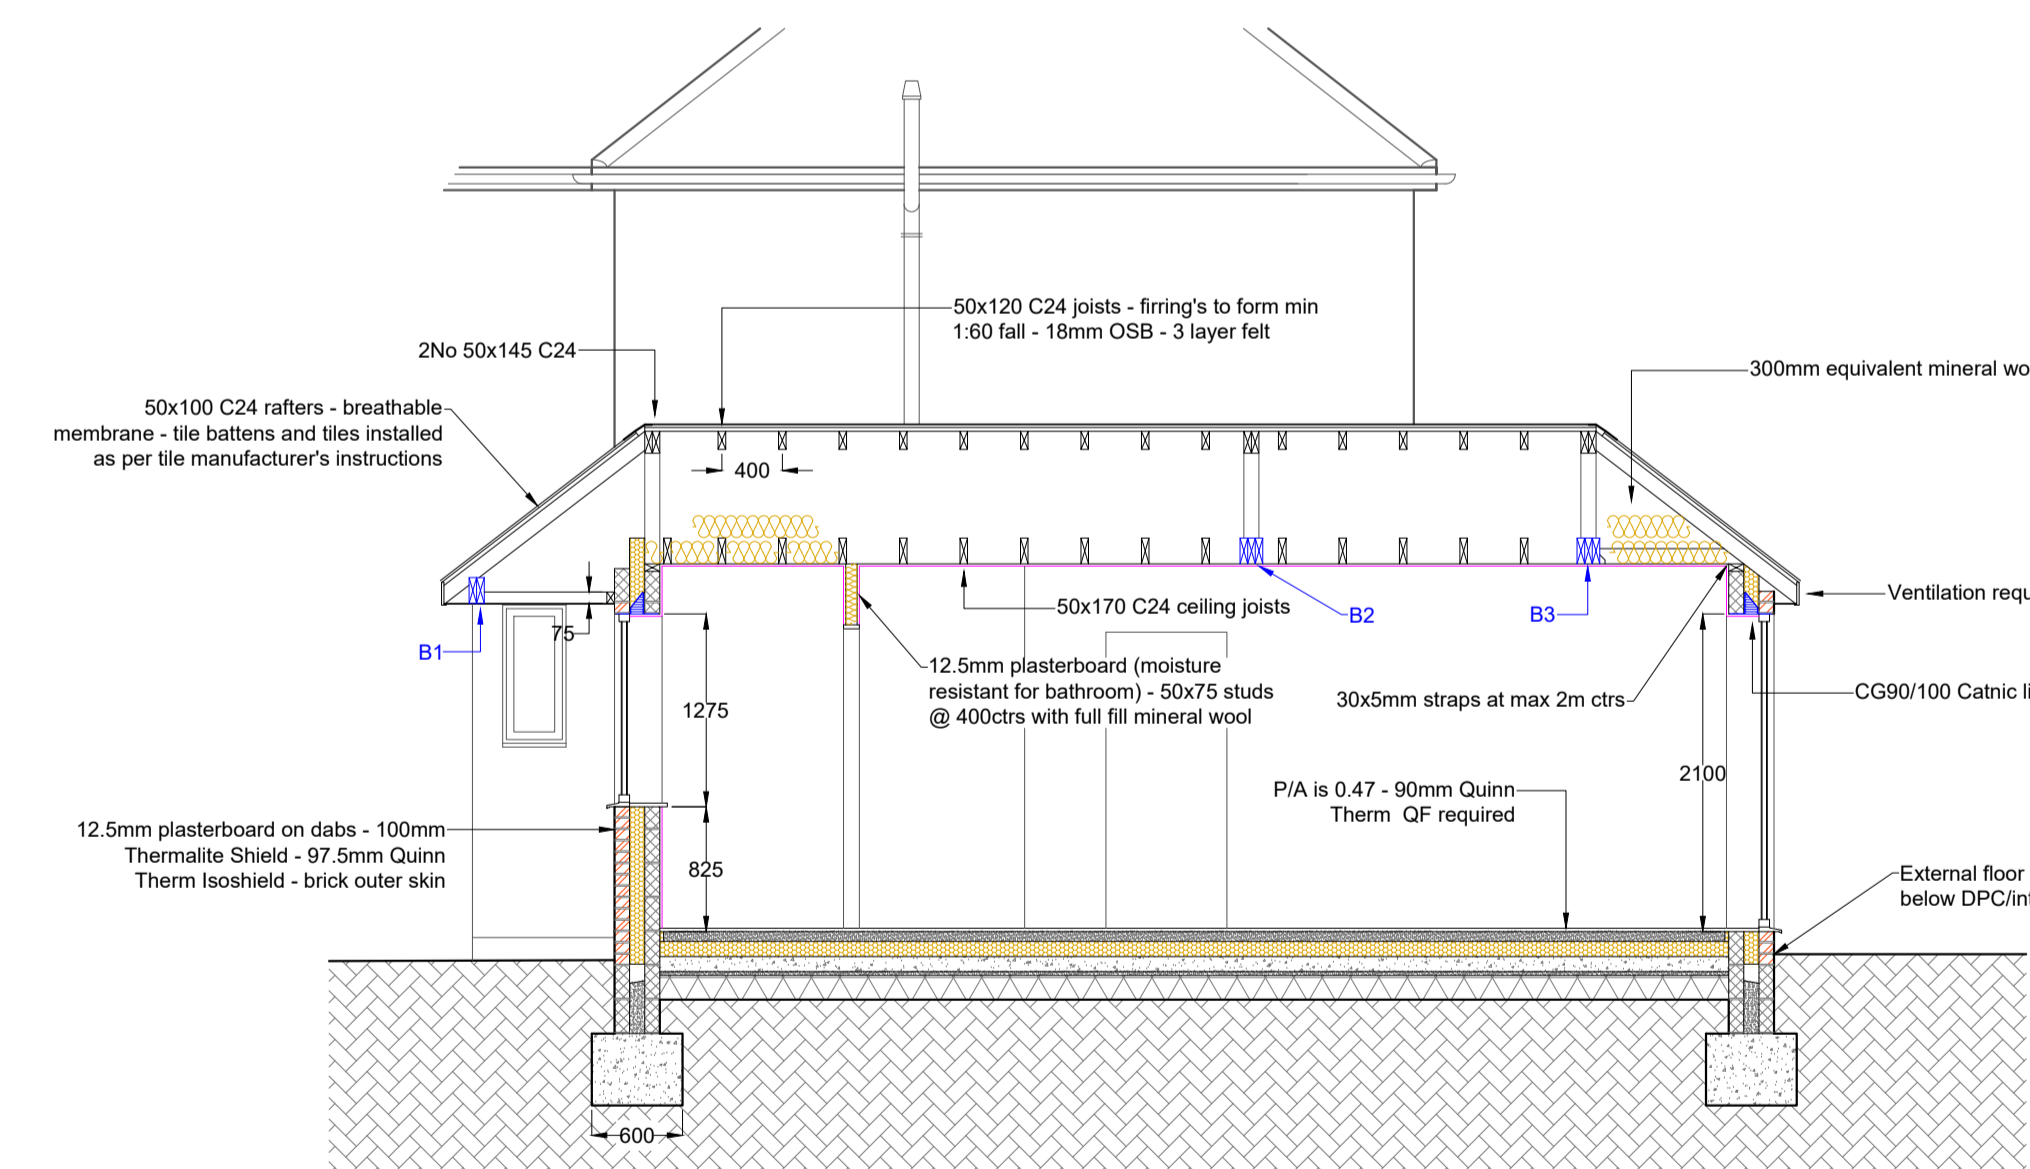 50x120 C24 joists - firring's to form min
1:60 fall - 18mm OSB - 3 layer felt
2No 50x145 C24
300mm equivalent mineral wo
50x100 C24 rafters - breathable
membrane - tile battens and tiles installed
as per tile manufacturer's instructions
400
Ventilation requ
50x170 C24 ceiling joists
B2
B3
75
B1
12.5mm plasterboard (moisture
resistant for bathroom) - 50x75 studs
@ 400ctrs with full fill mineral wool
30x5mm straps at max 2m ctrs
CG90/100 Catnic li
1275
2100
P/A is 0.47 - 90mm Quinn
Therm QF required
12.5mm plasterboard on dabs - 100mm
Thermalite Shield - 97.5mm Quinn
Therm Isoshield - brick outer skin
825
External floor
below DPC/int
600